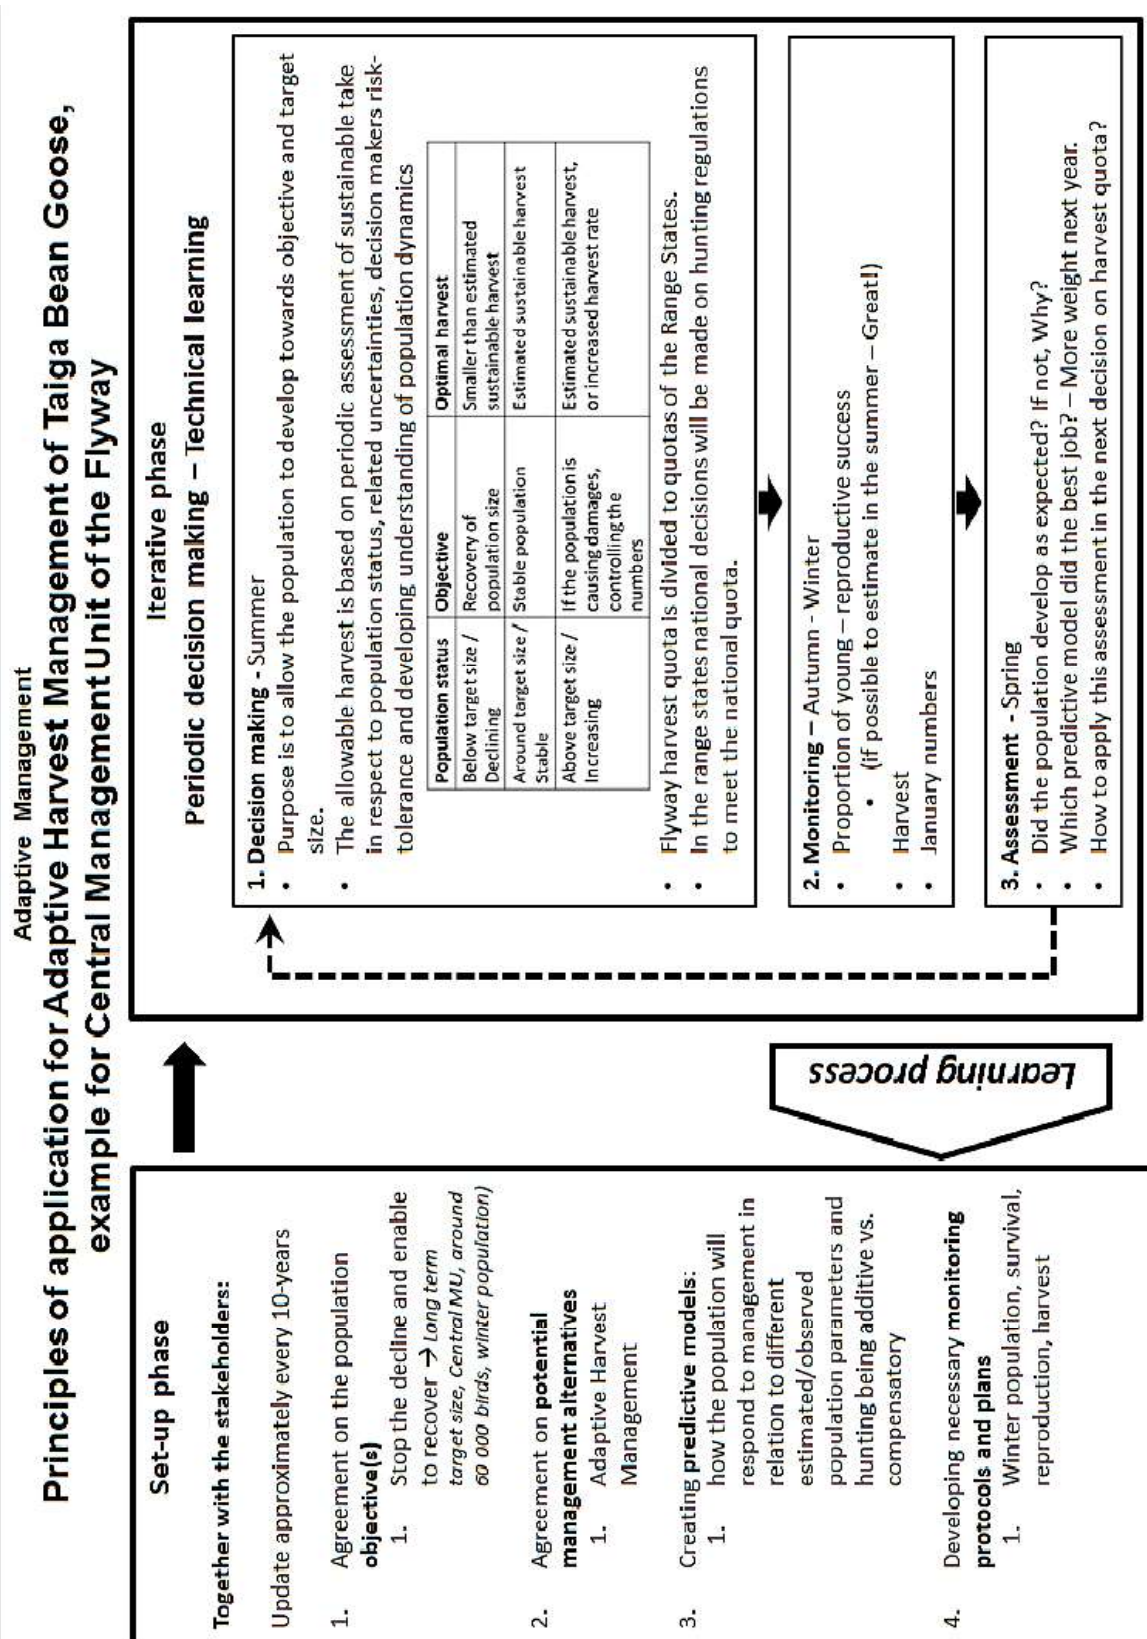 Adaptive Management
Principles of application for Adaptive Harvest Management of Taiga Bean Goose,
example for Central Management Unit of the Flyway
Set-up phase
Together with the stakeholders:
Update approximately every 10-years
1. Agreement on the population
objective(s)
1. Stop the decline and enable
to recover → Long term
target size, Central MU, around
60 000 birds, winter population)
2. Agreement on potential
management alternatives
1. Adaptive Harvest
Management
3. Creating predictive models:
1. how the population will
respond to management in
relation to different
estimated/observed
population parameters and
hunting being additive vs.
compensatory
4. Developing necessary monitoring
protocols and plans
1. Winter population, survival,
reproduction, harvest
Learning process
Iterative phase
Periodic decision making – Technical learning
1. Decision making - Summer
• Purpose is to allow the population to develop towards objective and target
size.
• The allowable harvest is based on periodic assessment of sustainable take
in respect to population status, related uncertainties, decision makers risk-
tolerance and developing understanding of population dynamics
Population status Objective Optimal harvest
Below target size / Recovery of Smaller than estimated
Declining population size sustainable harvest
Around target size / Stable population Estimated sustainable harvest
Stable
Above target size / If the population is Estimated sustainable harvest,
Increasing causing damages, or increased harvest rate
controlling the
numbers
• Flyway harvest quota is divided to quotas of the Range States.
• In the range states national decisions will be made on hunting regulations
to meet the national quota.
2. Monitoring – Autumn - Winter
• Proportion of young – reproductive success
• (if possible to estimate in the summer – Great!)
• Harvest
• January numbers
3. Assessment - Spring
• Did the population develop as expected? If not, Why?
• Which predictive model did the best job? – More weight next year.
• How to apply this assessment in the next decision on harvest quota?